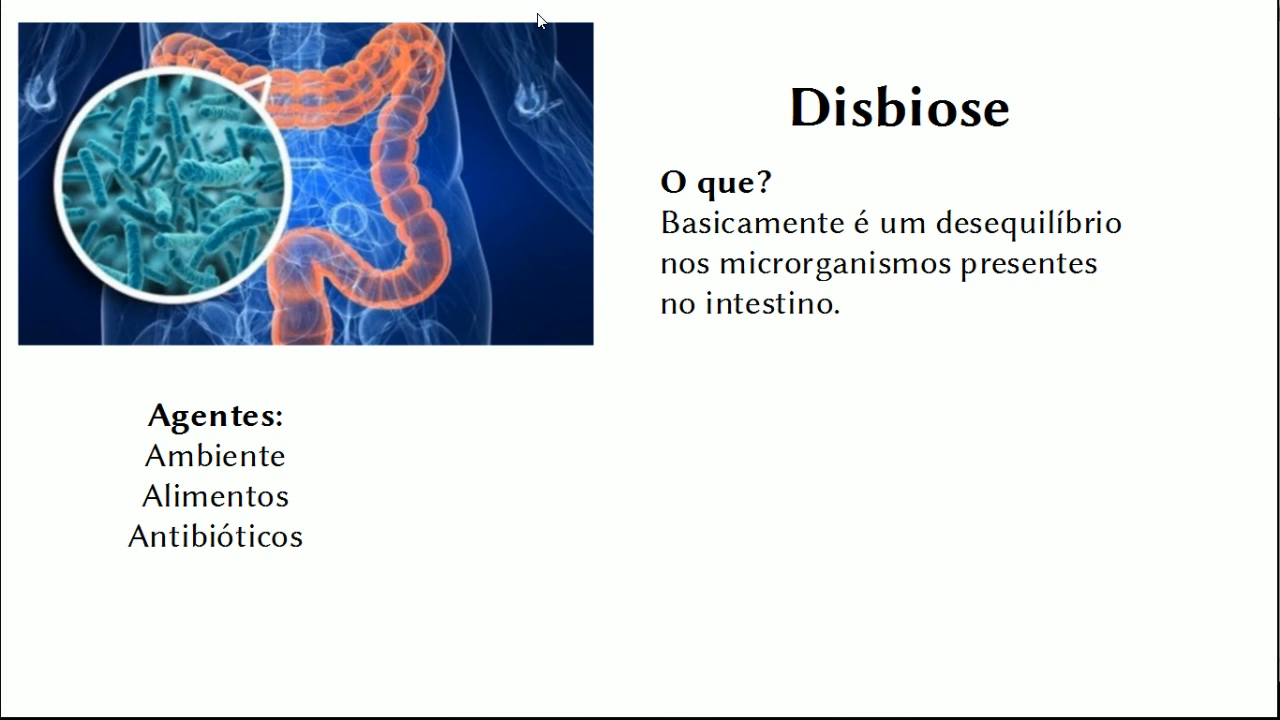 Disbiose
O que?
Basicamente é um desequilíbrio
nos microrganismos presentes
no intestino.
Agentes:
Ambiente
Alimentos
Antibióticos